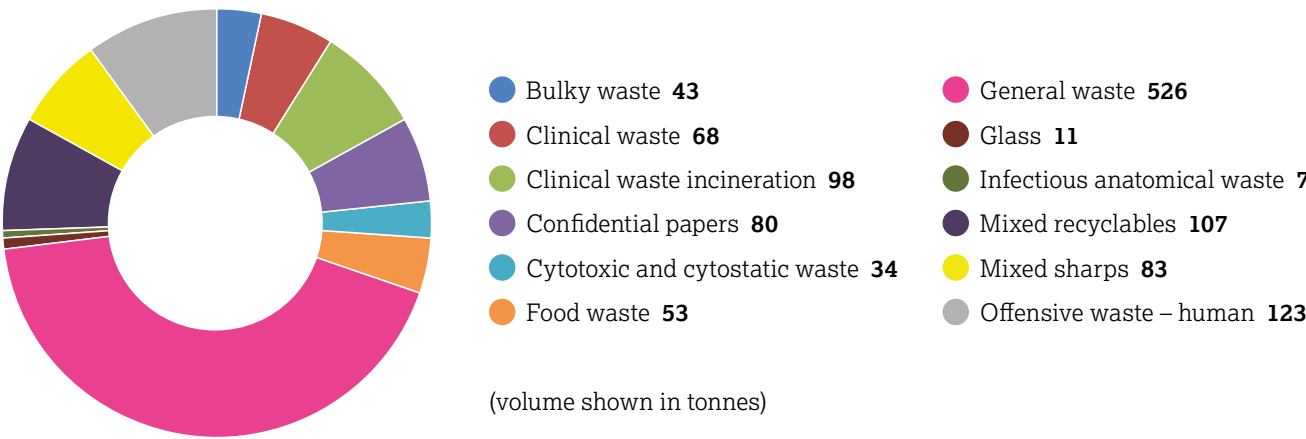 Bulky waste 43
Clinical waste 68
Clinical waste incineration 98
Confidential papers 80
Cytotoxic and cytostatic waste 34
Food waste 53
General waste 526
Glass 11
Infectious anatomical waste 7
Mixed recyclables 107
Mixed sharps 83
Offensive waste – human 123
(volume shown in tonnes)